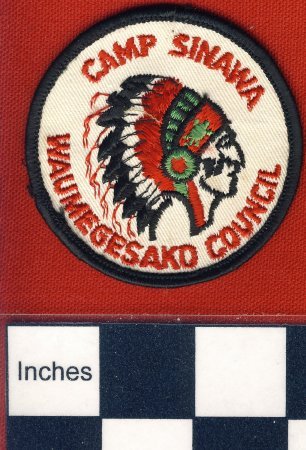 CAMP SINAWA
WAUMEGESAKO COUNCIL
Inches